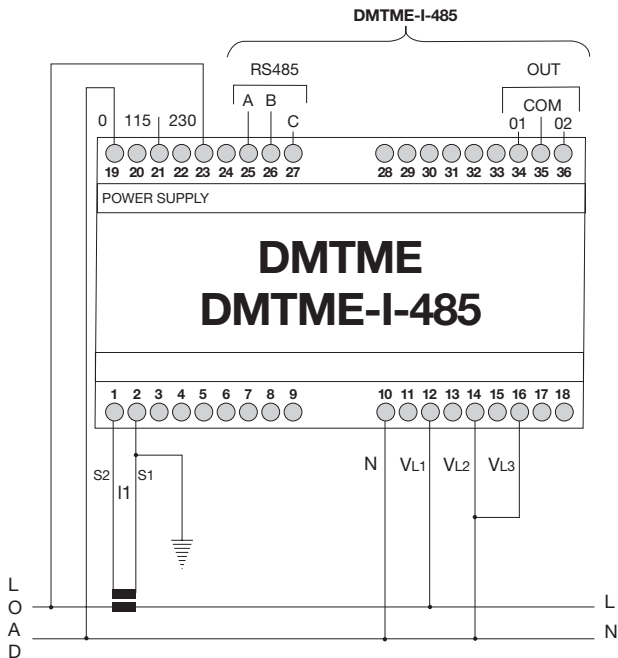 DMTME-I-485
RS485
OUT
A B
COM
0 115 230
C
01 02
19 20 21 22 23 24 25 26 27 28 29 30 31 32 33 34 35 36
POWER SUPPLY
DMTME
DMTME-I-485
1 2 3 4 5 6 7 8 9 10 11 12 13 14 15 16 17 18
N VL1 VL2 VL3
S2 S1
I1
L
O
A
D
L
N